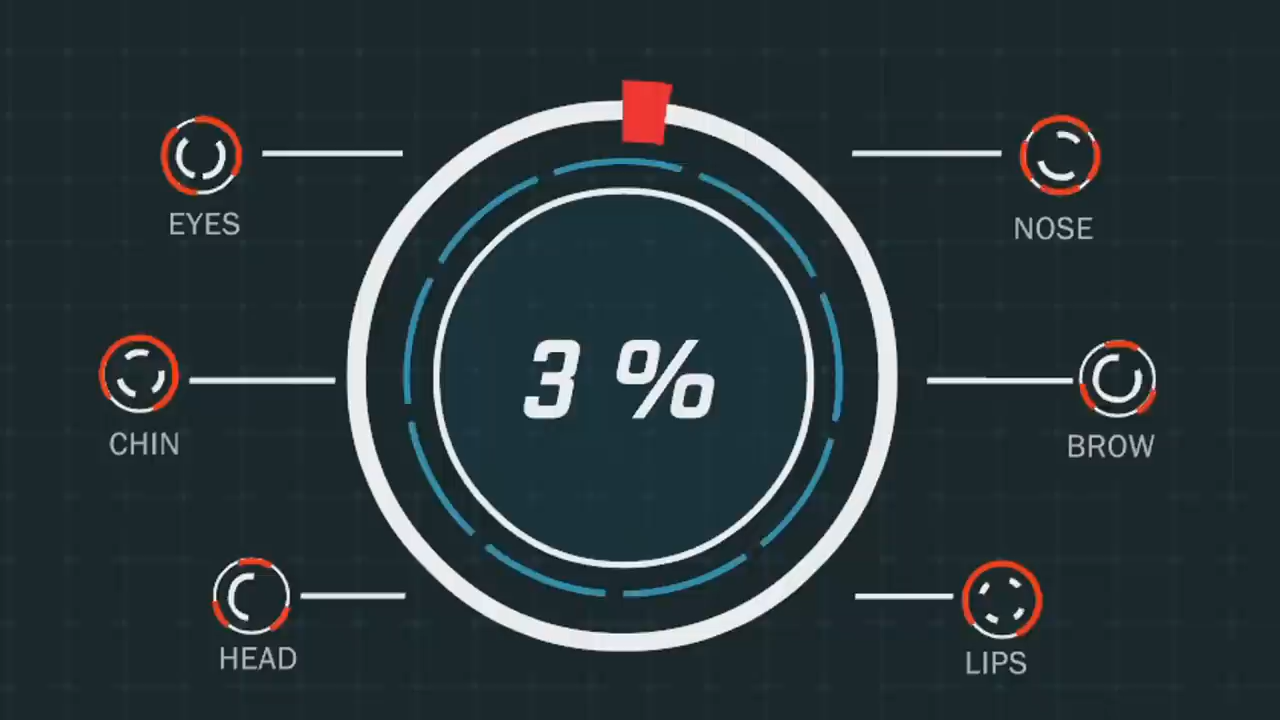 EYES
NOSE
3 %
CHIN
BROW
HEAD
LIPS